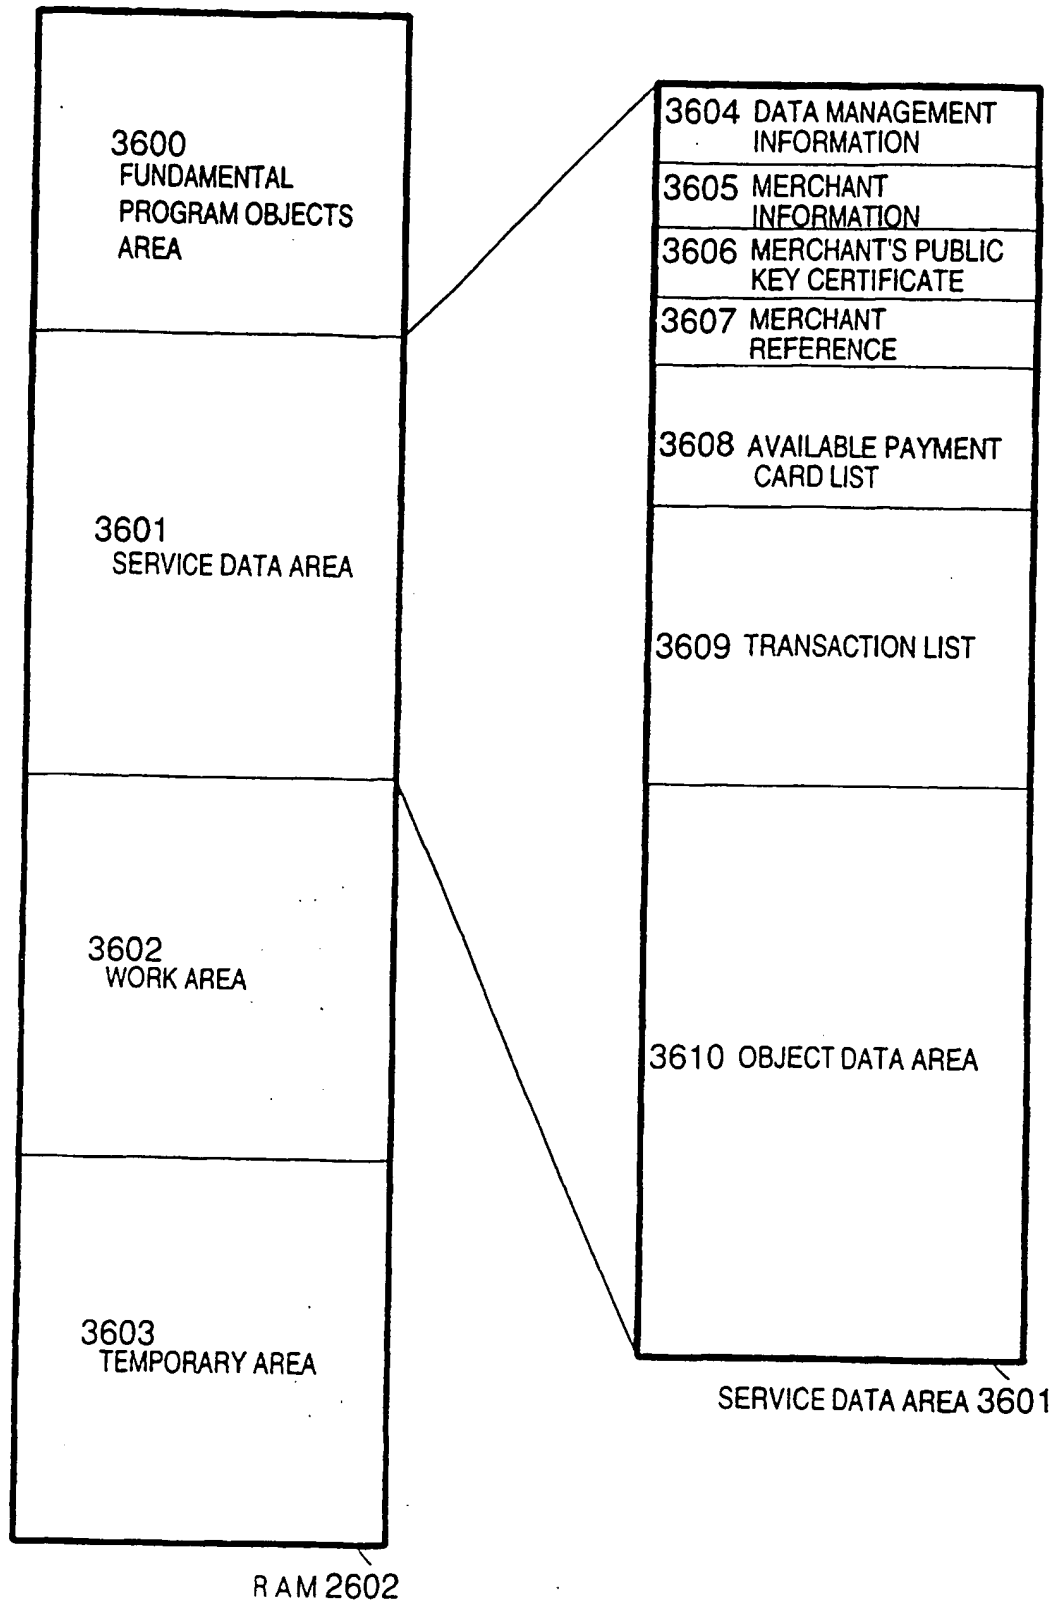 3600
FUNDAMENTAL
PROGRAM OBJECTS
AREA
3601
SERVICE DATA AREA
3602
WORK AREA
3603
TEMPORARY AREA
RAM 2602
3604 DATA MANAGEMENT
INFORMATION
3605 MERCHANT
INFORMATION
3606 MERCHANT'S PUBLIC
KEY CERTIFICATE
3607 MERCHANT
REFERENCE
3608 AVAILABLE PAYMENT
CARD LIST
3609 TRANSACTION LIST
3610 OBJECT DATA AREA
SERVICE DATA AREA 3601